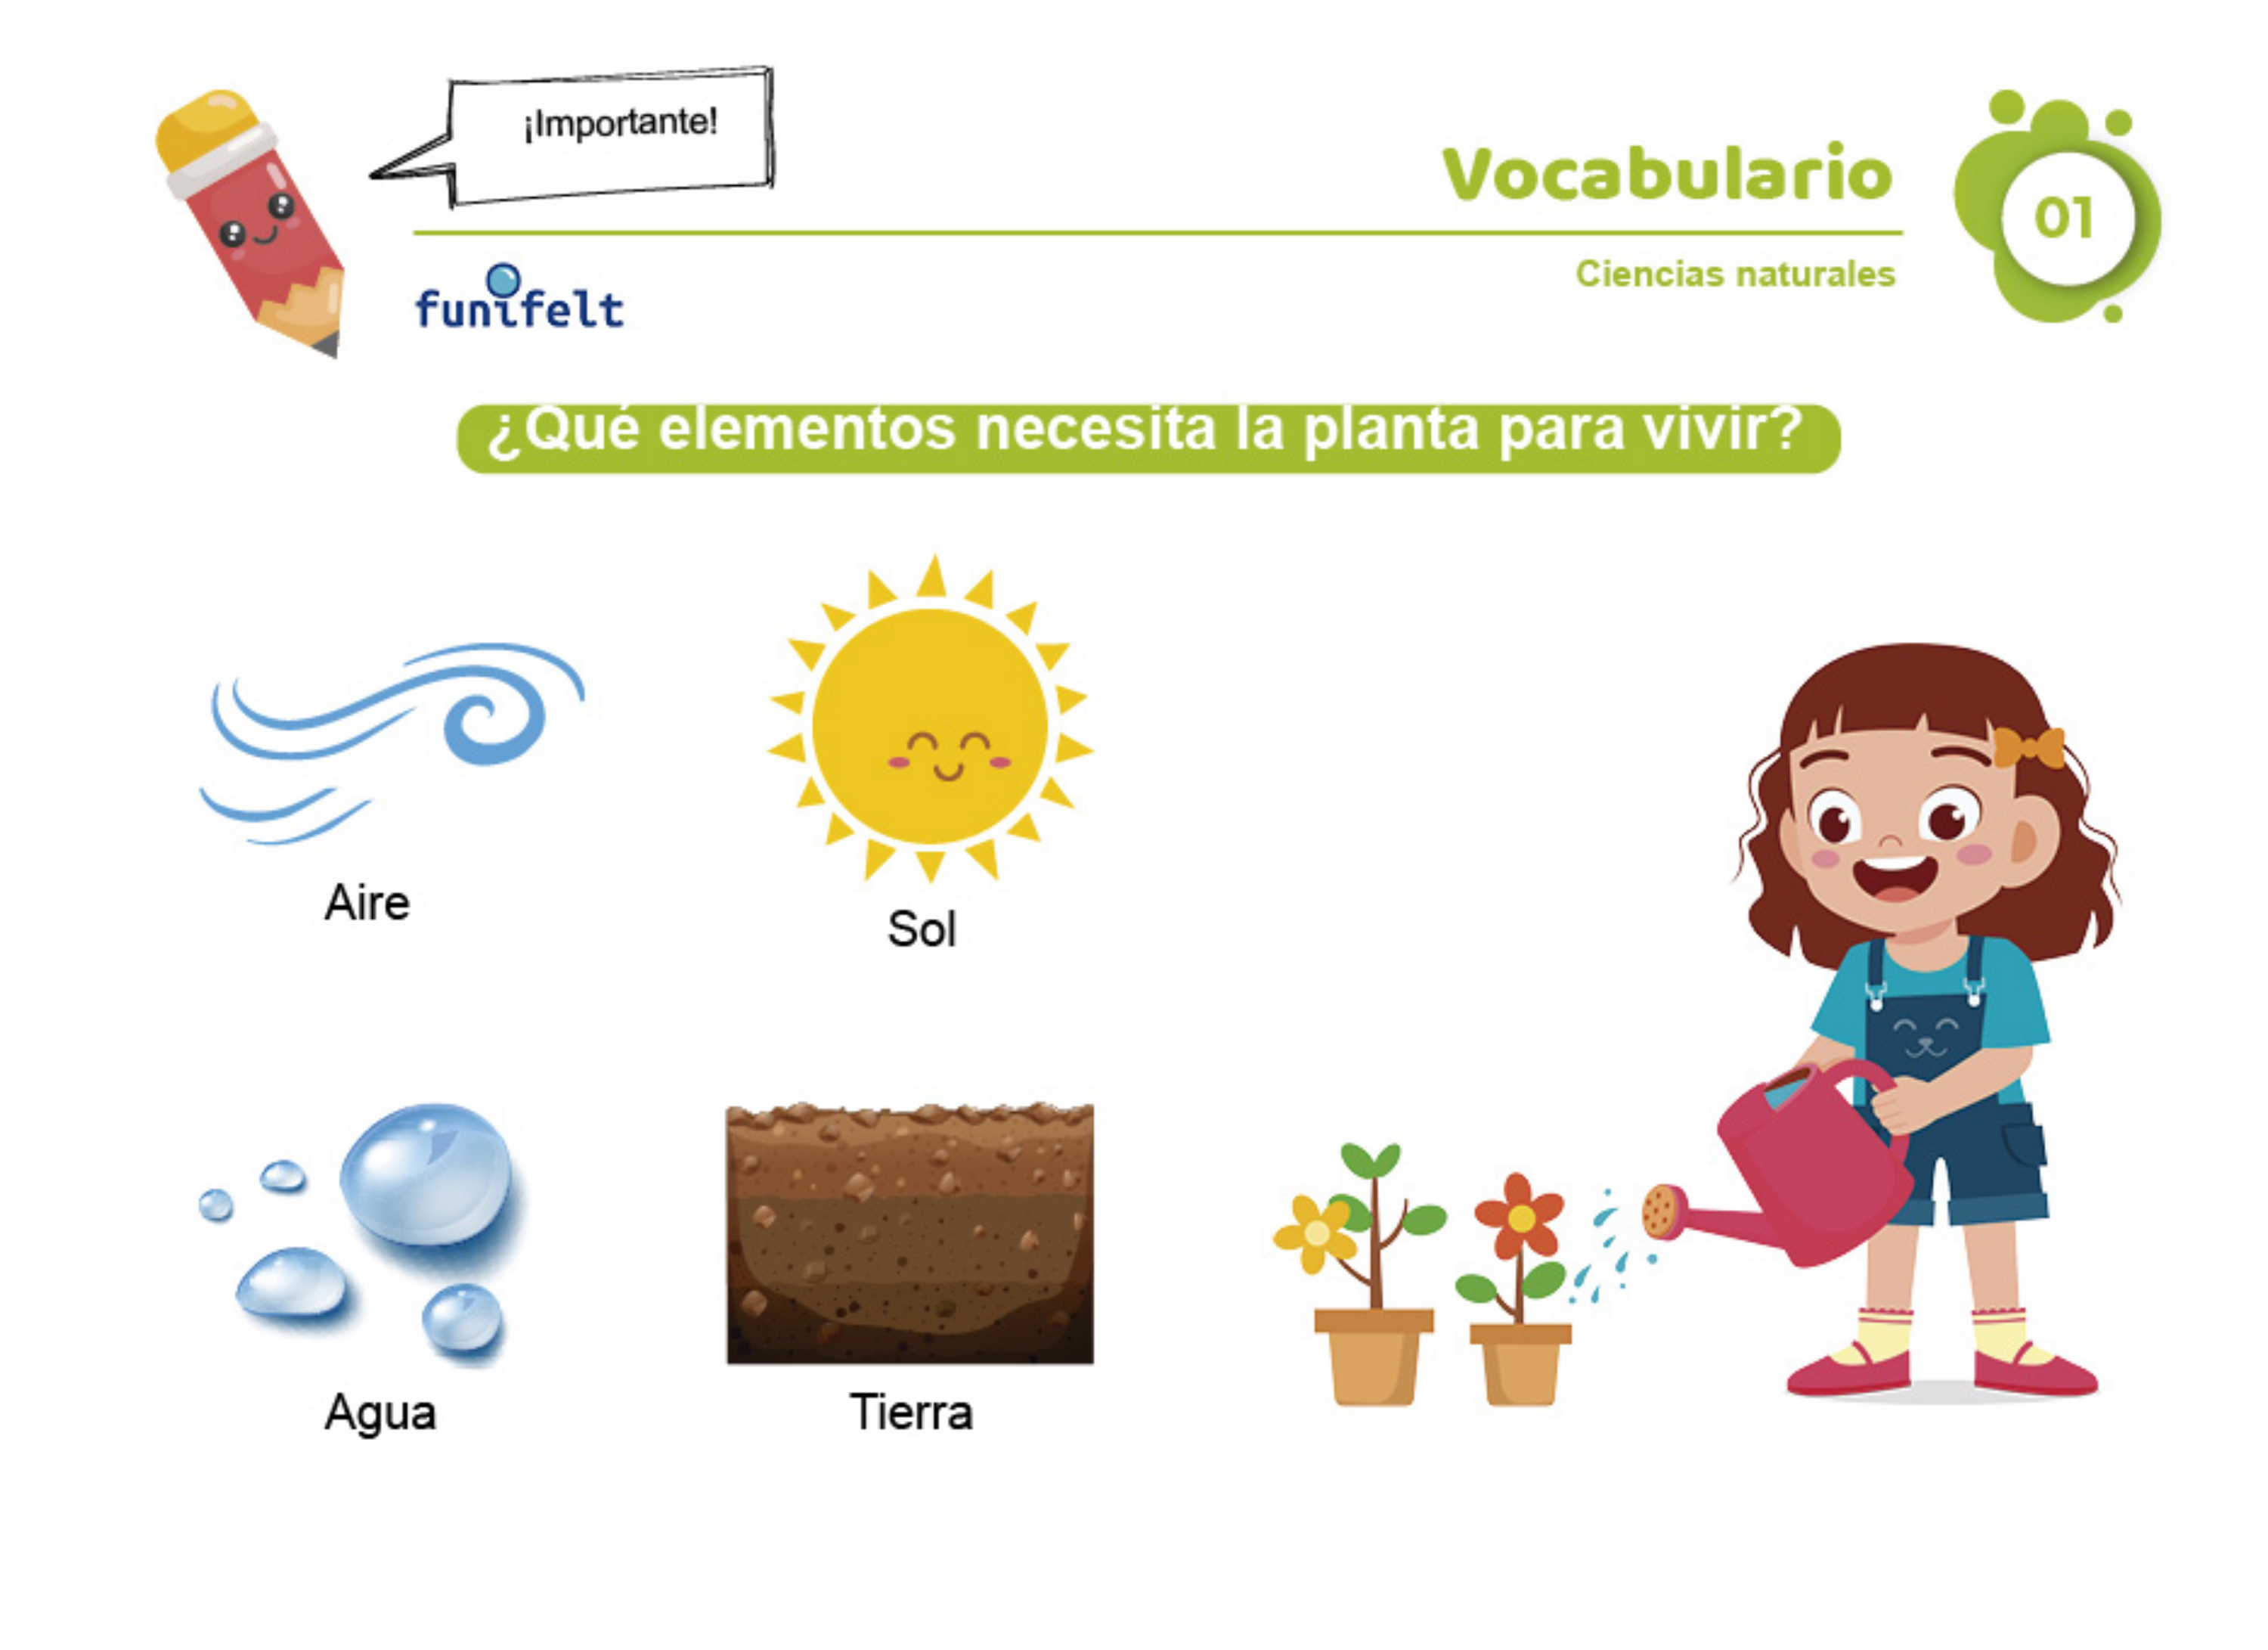 ¡Importante!
Vocabulario
01
Ciencias naturales
funifelt
¿Qué elementos necesita la planta para vivir?
Aire
Sol
Agua
Tierra